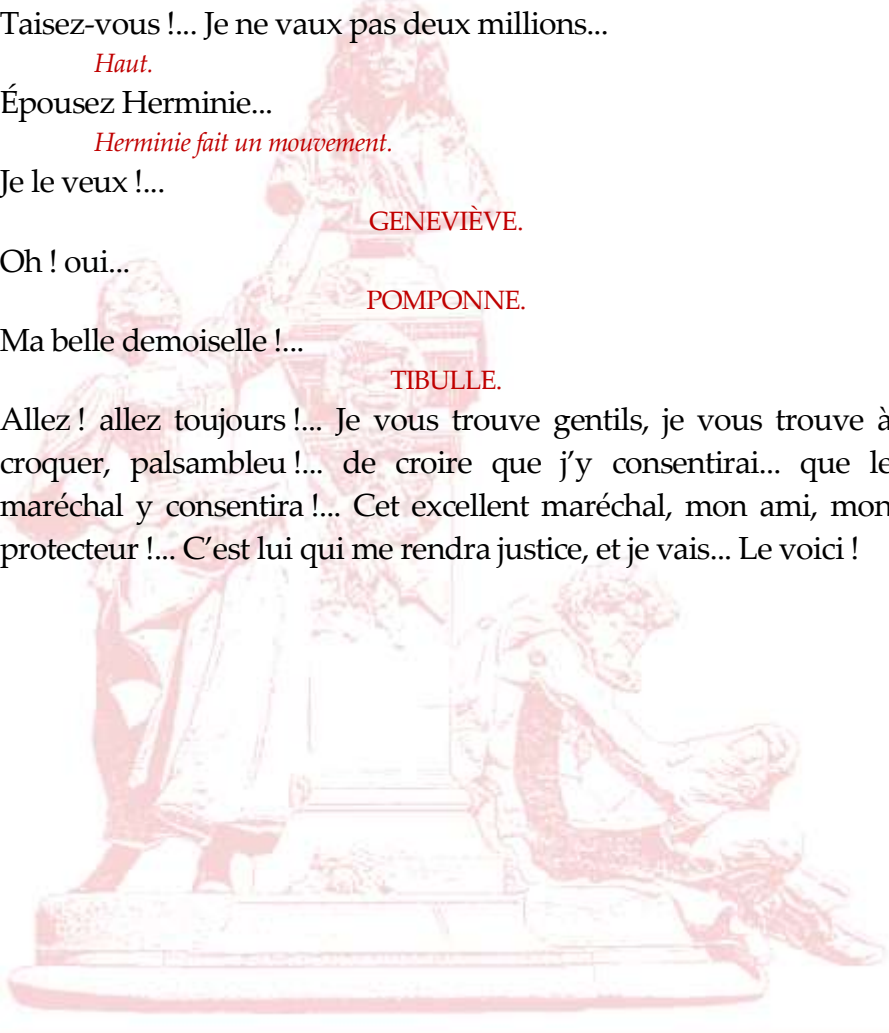 Taisez-vous !... Je ne vaux pas deux millions...
Haut.
Épousez Herminie...
Herminie fait un mouvement.
Je le veux !...
GENEVIÈVE.
Oh ! oui...
POMPONNE.
Ma belle demoiselle !...
TIBULLE.
Allez ! allez toujours !... Je vous trouve gentils, je vous trouve à
croquer, palsambleu !... de croire que j’y consentirai... que le
maréchal y consentira !... Cet excellent maréchal, mon ami, mon
protecteur !... C’est lui qui me rendra justice, et je vais... Le voici !